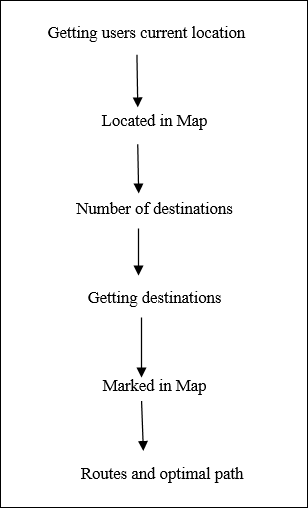 Getting users current location
Located in Map
Number of destinations
Getting destinations
Marked in Map
Routes and optimal path